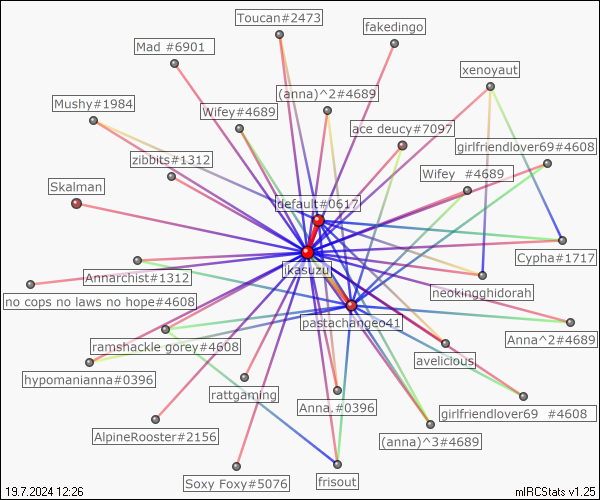 Toucan#2473
fakedingo
Mad #6901
xenoyaut
(anna)^2#4689
Mushy#1984
Wifey#4689
ace deucy#7097
girlfriendlover69#4608
zibbits#1312
Wifey #4689
Skalman
default#0617
Cypha#1717
ikasuzu
Annarchist#1312
neokingghidorah
no cops no laws no hope#4608
pastachangeo41
Anna^2#4689
ramshackle gorey#4608
avelicious
hypomanianna#0396
rattgaming
Anna.#0396
girlfriendlover69 #4608
AlpineRooster#2156
(anna)^3#4689
Soxy Foxy#5076
frisout
19.7.2024 12:26
mIRCStats v1.25